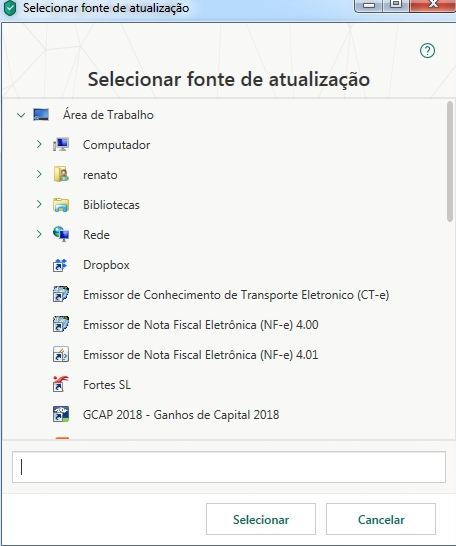 Selecionar fonte de atualização
?
Selecionar fonte de atualização
Área de Trabalho
Computador
renato
Bibliotecas
Rede
Dropbox
Emissor de Conhecimento de Transporte Eletronico (CT-e)
Emissor de Nota Fiscal Eletrônica (NF-e) 4.00
Emissor de Nota Fiscal Eletrônica (NF-e) 4.01
Fortes SL
GCAP 2018 - Ganhos de Capital 2018
Selecionar
Cancelar